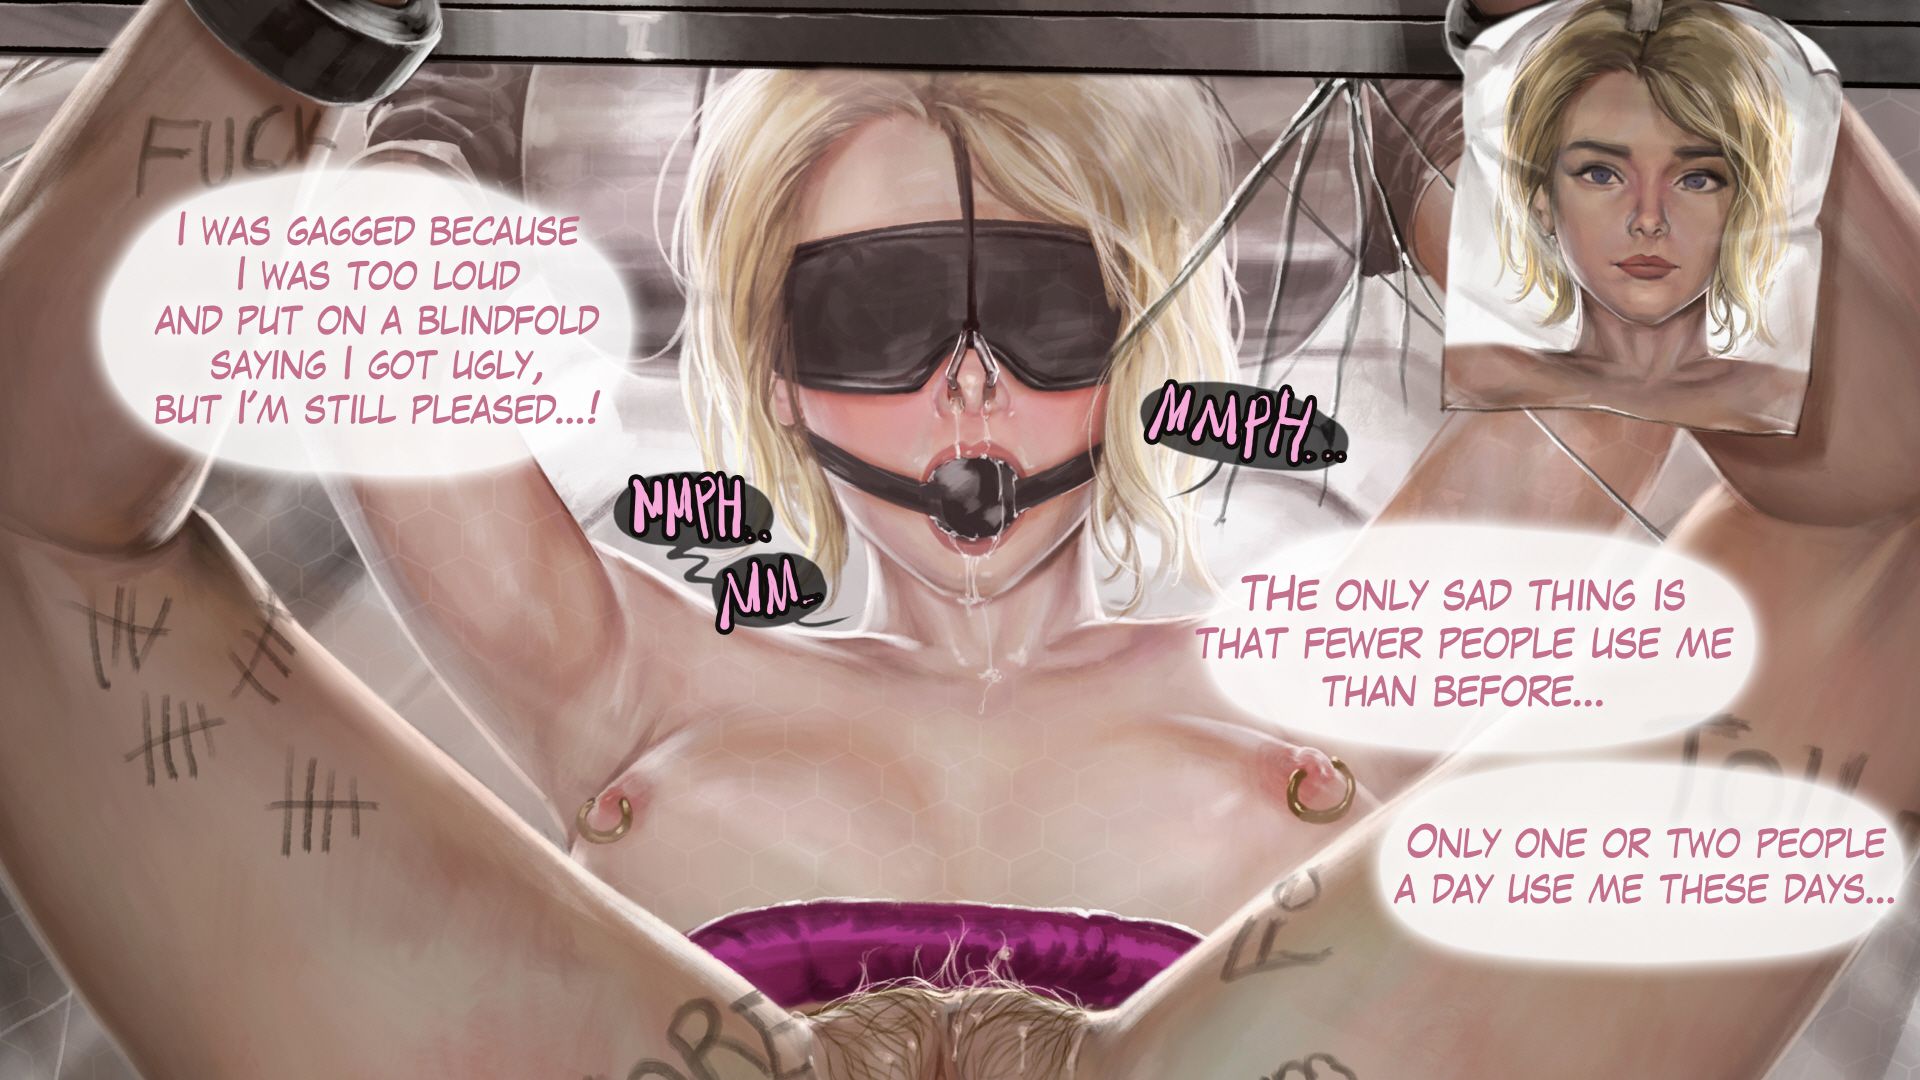 FUCK
I WAS GAGGED BECAUSE
I WAS TOO LOUD
AND PUT ON A BLINDFOLD
SAYING I GOT UGLY,
BUT I'M STILL PLEASED...!
MMPH...
MMPH..
MM..
THE ONLY SAD THING IS
THAT FEWER PEOPLE USE ME
THAN BEFORE...
ONLY ONE OR TWO PEOPLE
A DAY USE ME THESE DAYS...